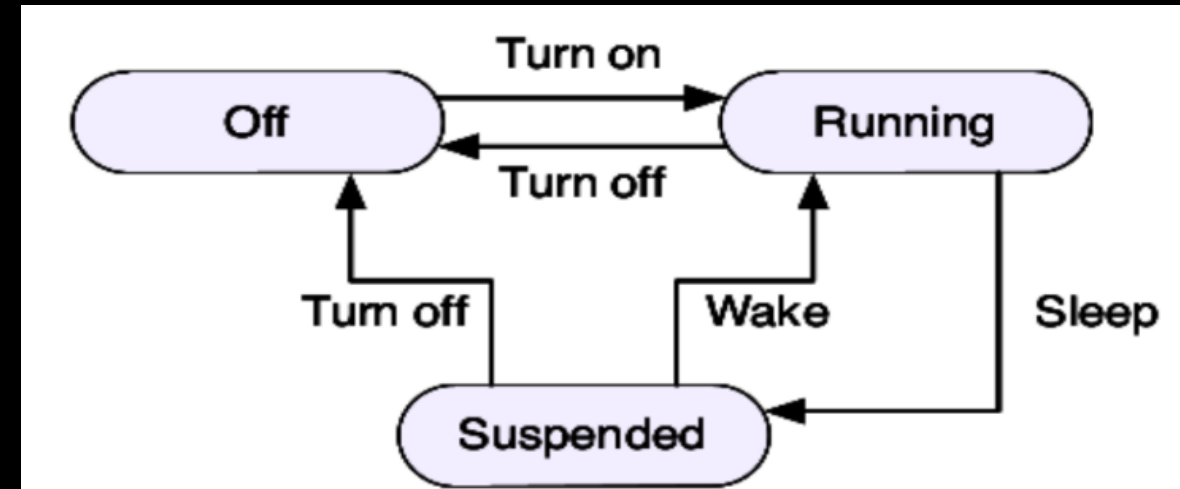 Turn on
Off
Running
Turn off
Turn off
Wake
Sleep
Suspended